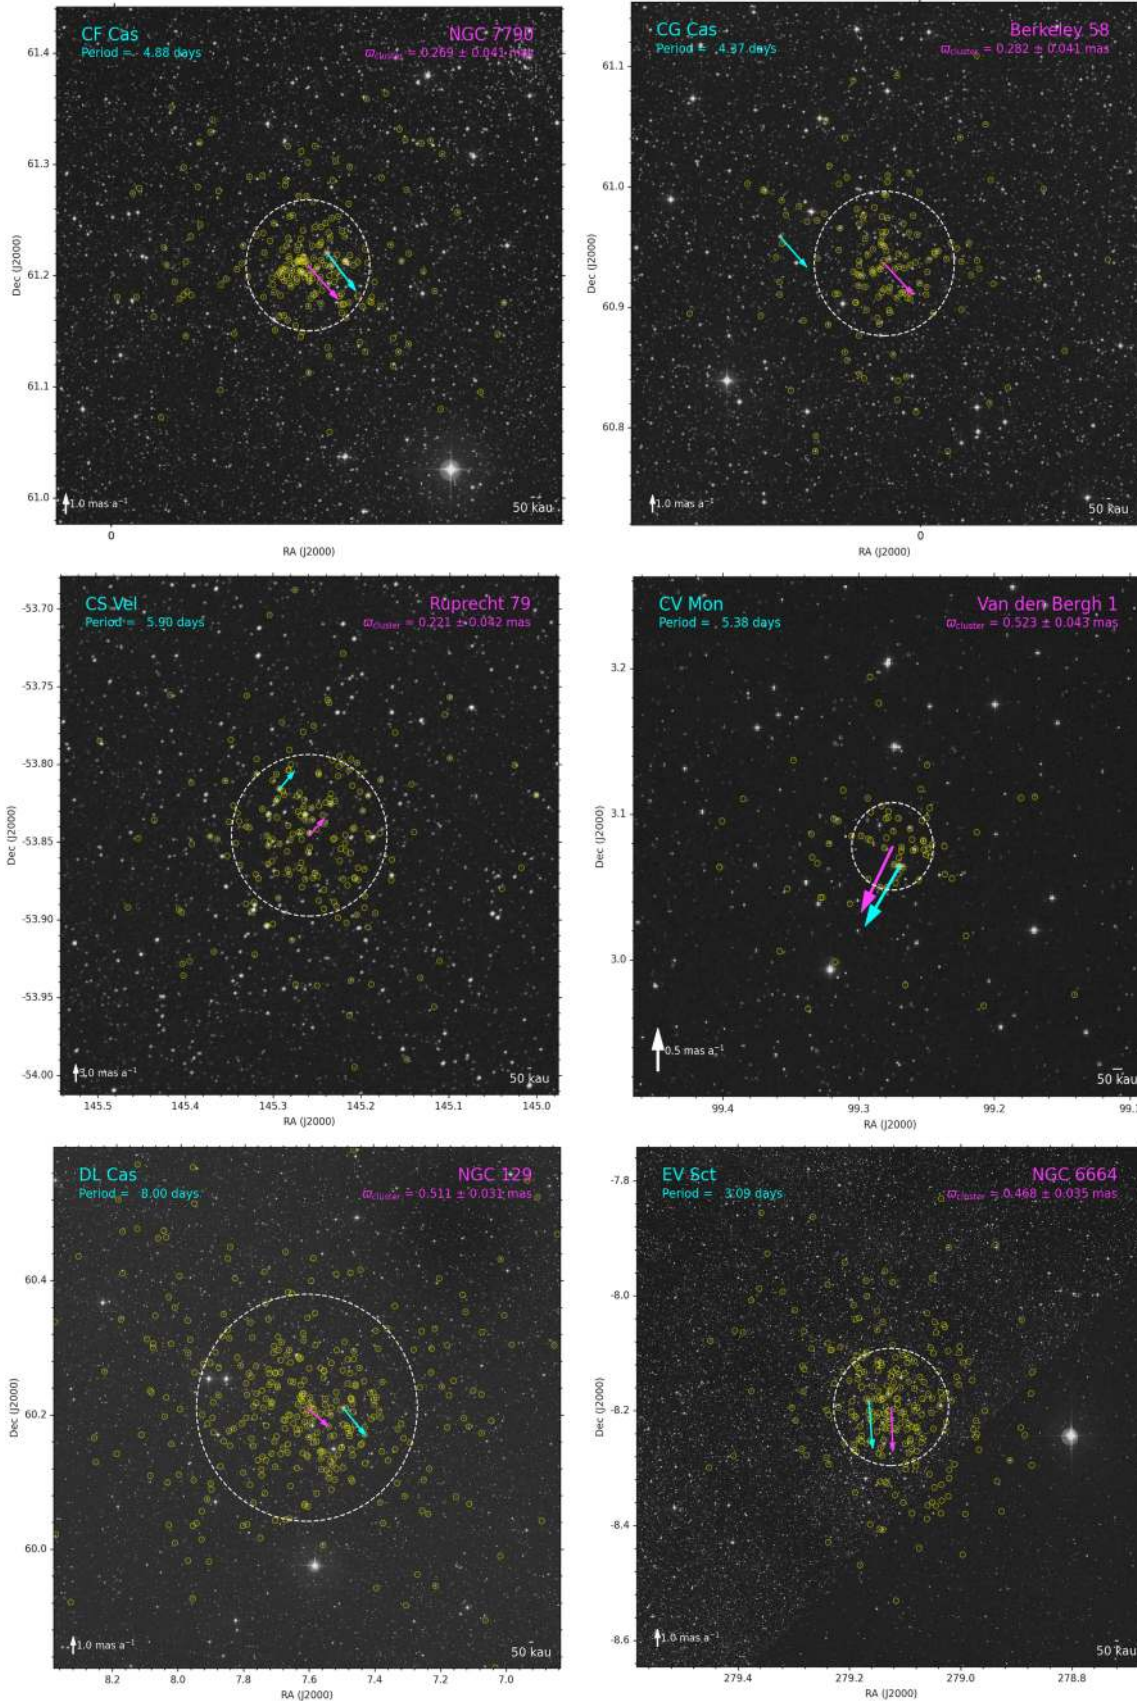 CF Cas
Period = 4.88 days
NGC 7790
ϖcluster = 0.269 ± 0.041 mas
61.4
61.3
61.2
61.1
61.0
Dec (J2000)
1.0 mas a⁻¹
50 kau
0
RA (J2000)
CG Cas
Period = 4.37 days
Berkeley 58
ϖcluster = 0.282 ± 0.041 mas
61.1
61.0
60.9
60.8
Dec (J2000)
1.0 mas a⁻¹
50 kau
0
RA (J2000)
CS Vel
Period = 5.90 days
Ruprecht 79
ϖcluster = 0.221 ± 0.042 mas
-53.70
-53.75
-53.80
-53.85
-53.90
-53.95
-54.00
Dec (J2000)
3.0 mas a⁻¹
50 kau
145.5 145.4 145.3 145.2 145.1 145.0
RA (J2000)
CV Mon
Period = 5.38 days
Van den Bergh 1
ϖcluster = 0.523 ± 0.043 mas
3.2
3.1
3.0
Dec (J2000)
0.5 mas a⁻¹
50 kau
99.4 99.3 99.2
RA (J2000)
DL Cas
Period = 8.00 days
NGC 129
ϖcluster = 0.511 ± 0.031 mas
60.4
60.2
60.0
Dec (J2000)
1.0 mas a⁻¹
50 kau
8.2 8.0 7.8 7.6 7.4 7.2 7.0
RA (J2000)
EV Sct
Period = 3.09 days
NGC 6664
ϖcluster = 0.468 ± 0.035 mas
-7.8
-8.0
-8.2
-8.4
-8.6
Dec (J2000)
1.0 mas a⁻¹
50 kau
279.4 279.2 279.0 278.8
RA (J2000)